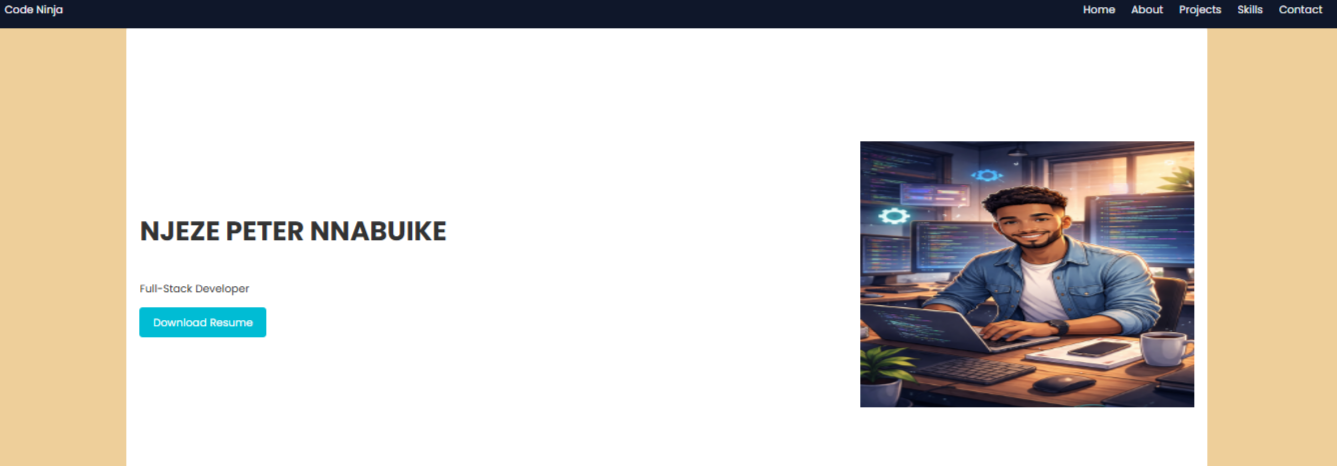 Code Ninja
Home About Projects Skills Contact
NJEZE PETER NNABUIKE
Full-Stack Developer
Download Resume